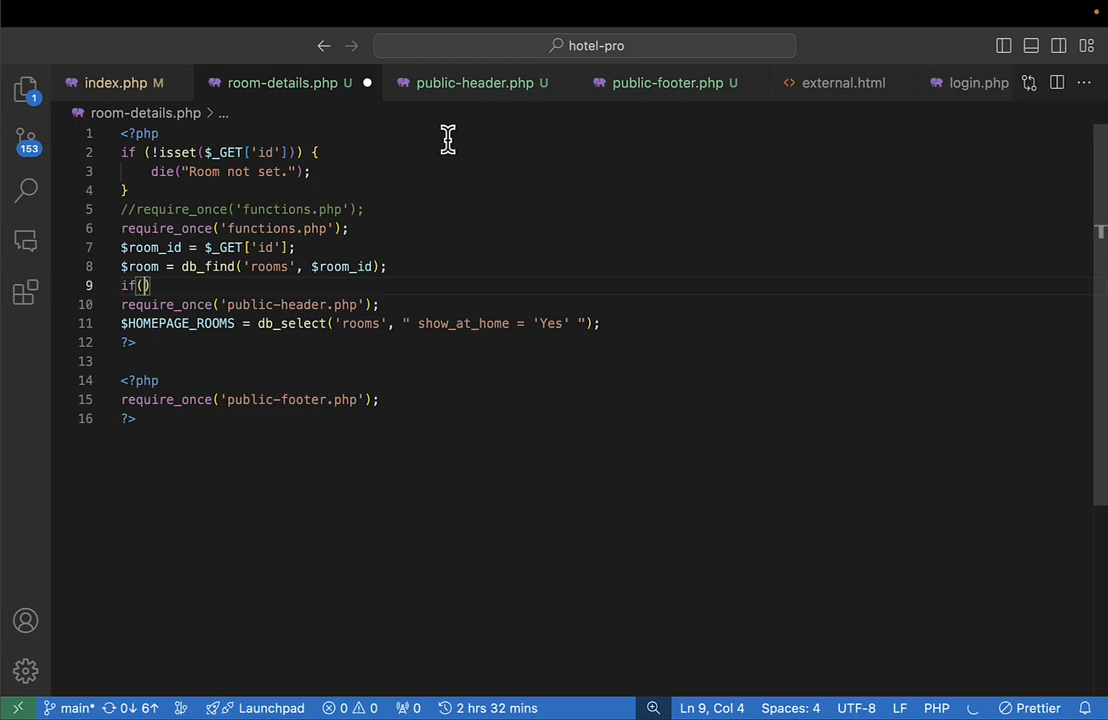 hotel-pro
index.php M
room-details.php U
public-header.php U
public-footer.php U
external.html
login.php
1
room-details.php > ...
153
1 <?php
2 if (!isset($_GET['id'])) {
3     die("Room not set.");
4 }
5 //require_once('functions.php');
6 require_once('functions.php');
7 $room_id = $_GET['id'];
8 $room = db_find('rooms', $room_id);
9 if()
10 require_once('public-header.php');
11 $HOMEPAGE_ROOMS = db_select('rooms', " show_at_home = 'Yes' ");
12 ?>
13
14 <?php
15 require_once('public-footer.php');
16 ?>
main* 0↓ 6↑ Launchpad 0 0 0 2 hrs 32 mins Ln 9, Col 4 Spaces: 4 UTF-8 LF PHP Prettier